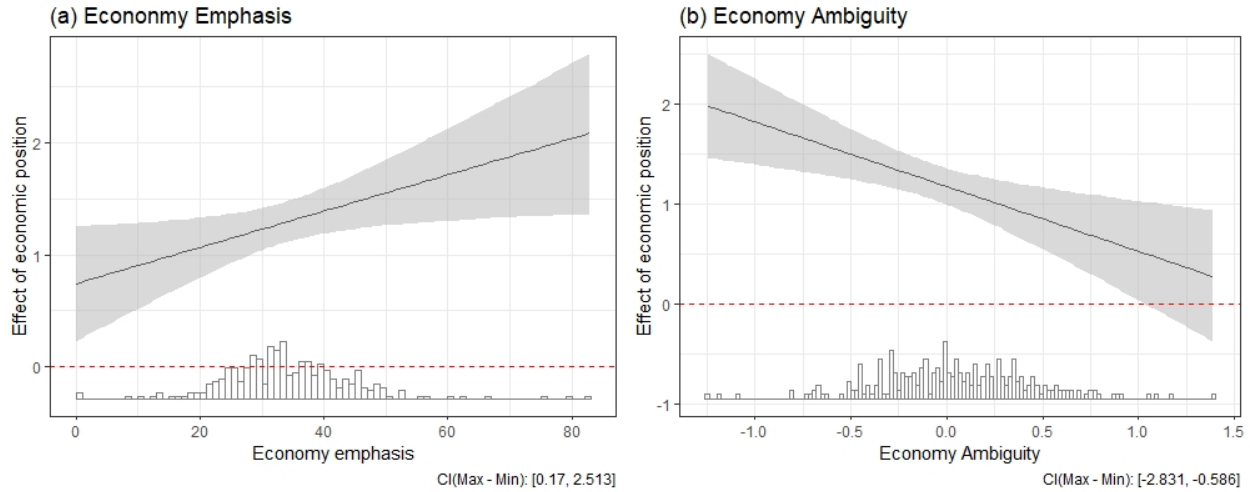 (a) Econonmy Emphasis
Effect of economic position
2
1
0
0
20
40
60
80
Economy emphasis
CI(Max - Min): [0.17, 2.513]
(b) Economy Ambiguity
Effect of economic position
2
1
0
-1
-1.0
-0.5
0.0
0.5
1.0
1.5
Economy Ambiguity
CI(Max - Min): [-2.831, -0.586]